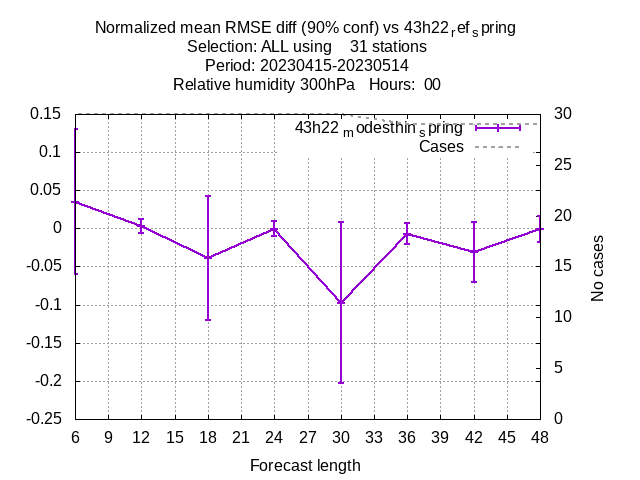 Normalized mean RMSE diff (90% conf) vs 43h22refspring
Selection: ALL using 31 stations
Period: 20230415-20230514
Relative humidity 300hPa Hours: 00
43h22modesthinspring
Cases
0.15
0.1
0.05
0
-0.05
-0.1
-0.15
-0.2
-0.25
30
25
20
15
10
5
0
No cases
6 9 12 15 18 21 24 27 30 33 36 39 42 45 48
Forecast length